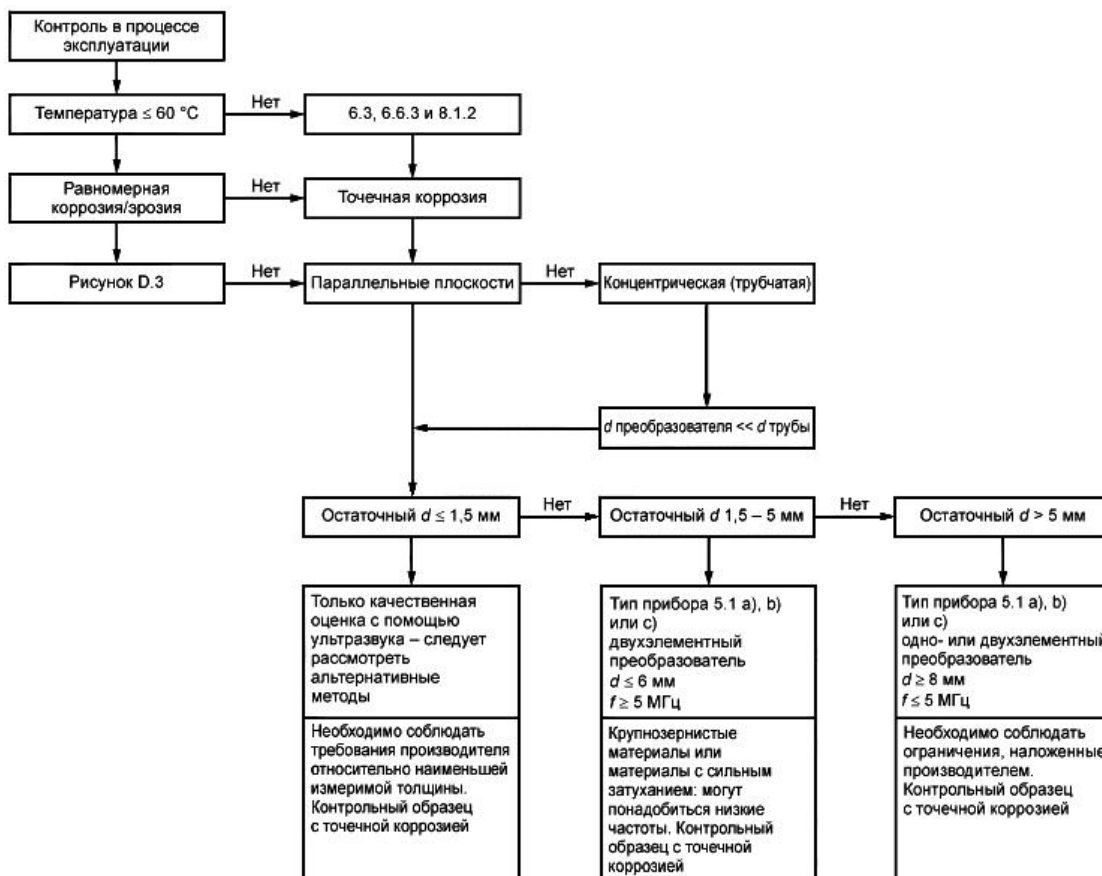 Контроль в процессе
эксплуатации
Температура ≤ 60 °С
Нет
6.3, 6.6.3 и 8.1.2
Равномерная
коррозия/эрозия
Нет
Точечная коррозия
Рисунок D.3
Нет
Параллельные плоскости
Нет
Концентрическая (трубчатая)
d преобразователя << d трубы
Остаточный d ≤ 1,5 мм
Нет
Остаточный d 1,5 – 5 мм
Нет
Остаточный d > 5 мм
Только качественная
оценка с помощью
ультразвука – следует
рассмотреть
альтернативные
методы
Необходимо соблюдать
требования производителя
относительно наименьшей
измеримой толщины.
Контрольный образец
с точечной коррозией
Тип прибора 5.1 a), b)
или c)
двухэлементный
преобразователь
d ≤ 6 мм
f ≥ 5 МГц
Крупнозернистые
материалы или
материалы с сильным
затуханием: могут
понадобиться низкие
частоты. Контрольный
образец с точечной
коррозией
Тип прибора 5.1 a), b)
или c)
одно- или двухэлементный
преобразователь
d ≥ 8 мм
f ≤ 5 МГц
Необходимо соблюдать
ограничения, наложенные
производителем.
Контрольный образец
с точечной коррозией